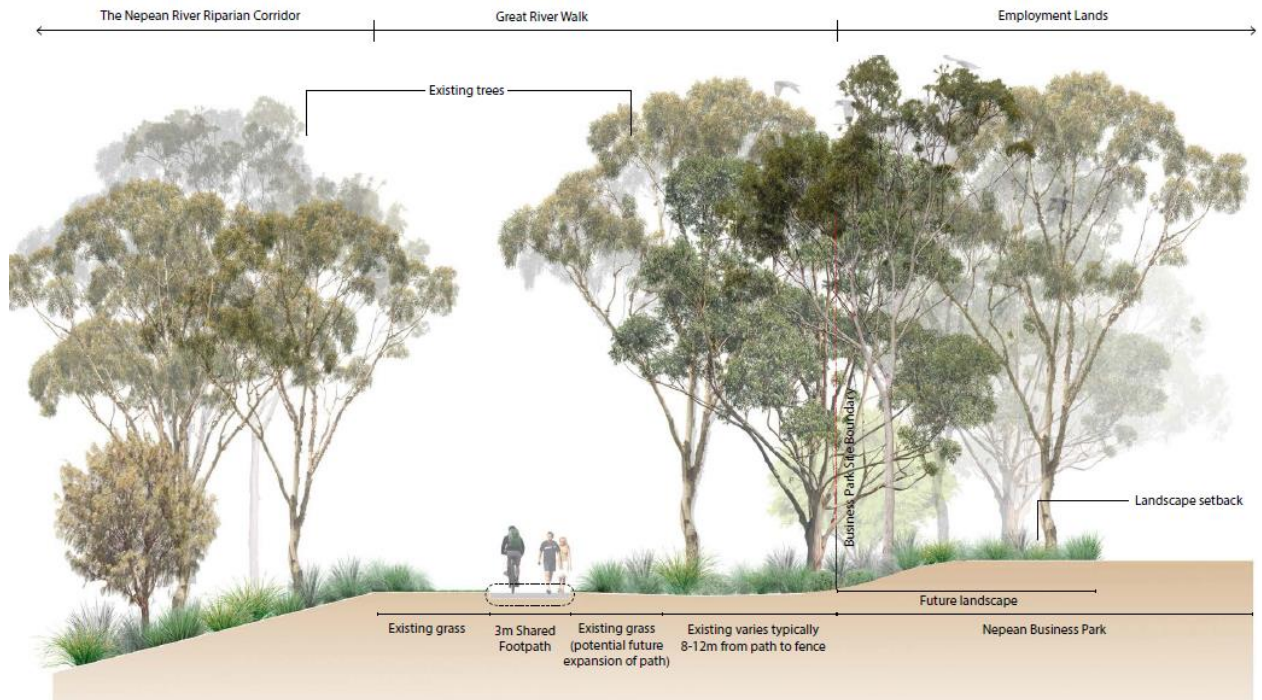 The Nepean River Riparian Corridor
Great River Walk
Employment Lands
Existing trees
Business Park Site Boundary
Landscape setback
Future landscape
Existing grass
3m Shared
Footpath
Existing grass
(potential future
expansion of path)
Existing varies typically
8-12m from path to fence
Nepean Business Park